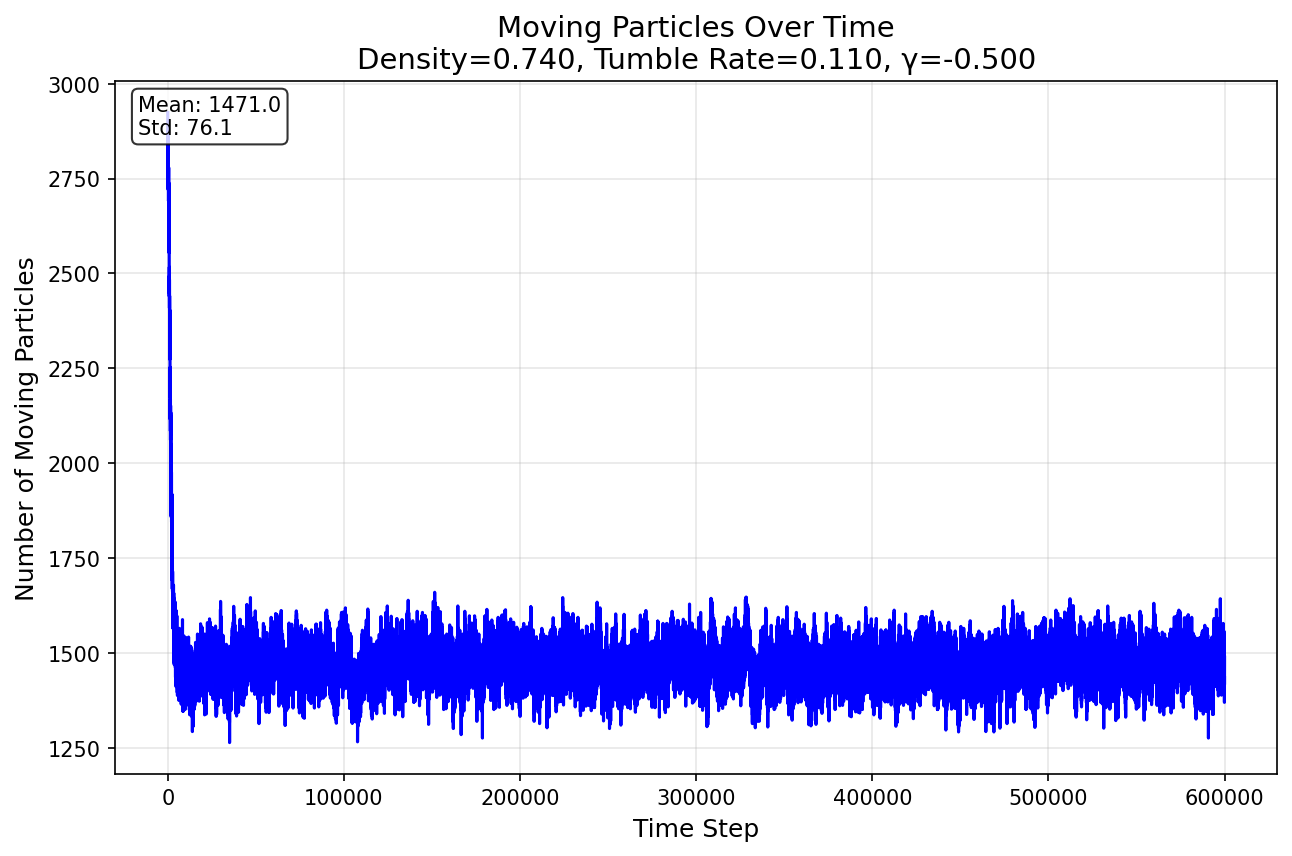 Moving Particles Over Time
Density=0.740, Tumble Rate=0.110, γ=-0.500
Mean: 1471.0
Std: 76.1
Number of Moving Particles
3000
2750
2500
2250
2000
1750
1500
1250
0 100000 200000 300000 400000 500000 600000
Time Step